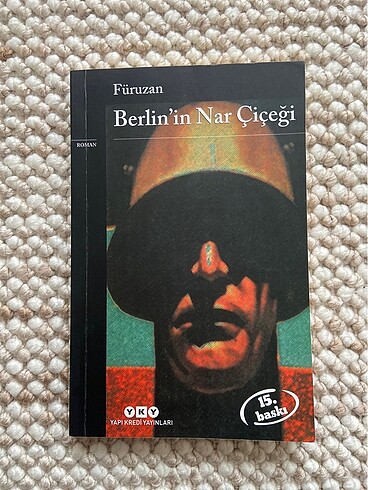 Füruzan
Berlin'in Nar Çiçeği
ROMAN
15.
baskı
YKY
YAPI KREDİ YAYINLARI